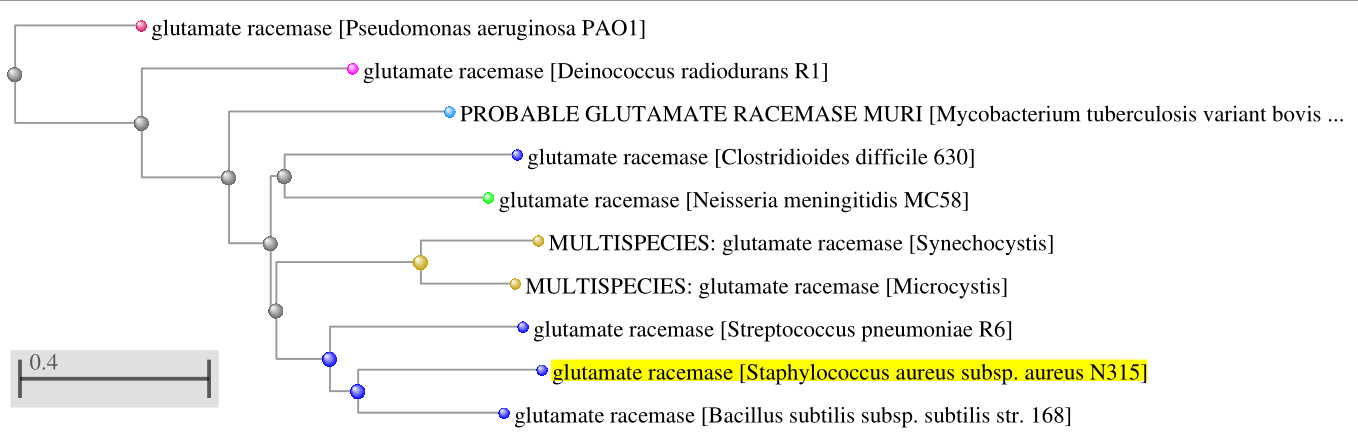 glutamate racemase [Pseudomonas aeruginosa PAO1]
glutamate racemase [Deinococcus radiodurans R1]
PROBABLE GLUTAMATE RACEMASE MURI [Mycobacterium tuberculosis variant bovis ...
glutamate racemase [Clostridioides difficile 630]
glutamate racemase [Neisseria meningitidis MC58]
MULTISPECIES: glutamate racemase [Synechocystis]
MULTISPECIES: glutamate racemase [Microcystis]
glutamate racemase [Streptococcus pneumoniae R6]
0.4
glutamate racemase [Staphylococcus aureus subsp. aureus N315]
glutamate racemase [Bacillus subtilis subsp. subtilis str. 168]